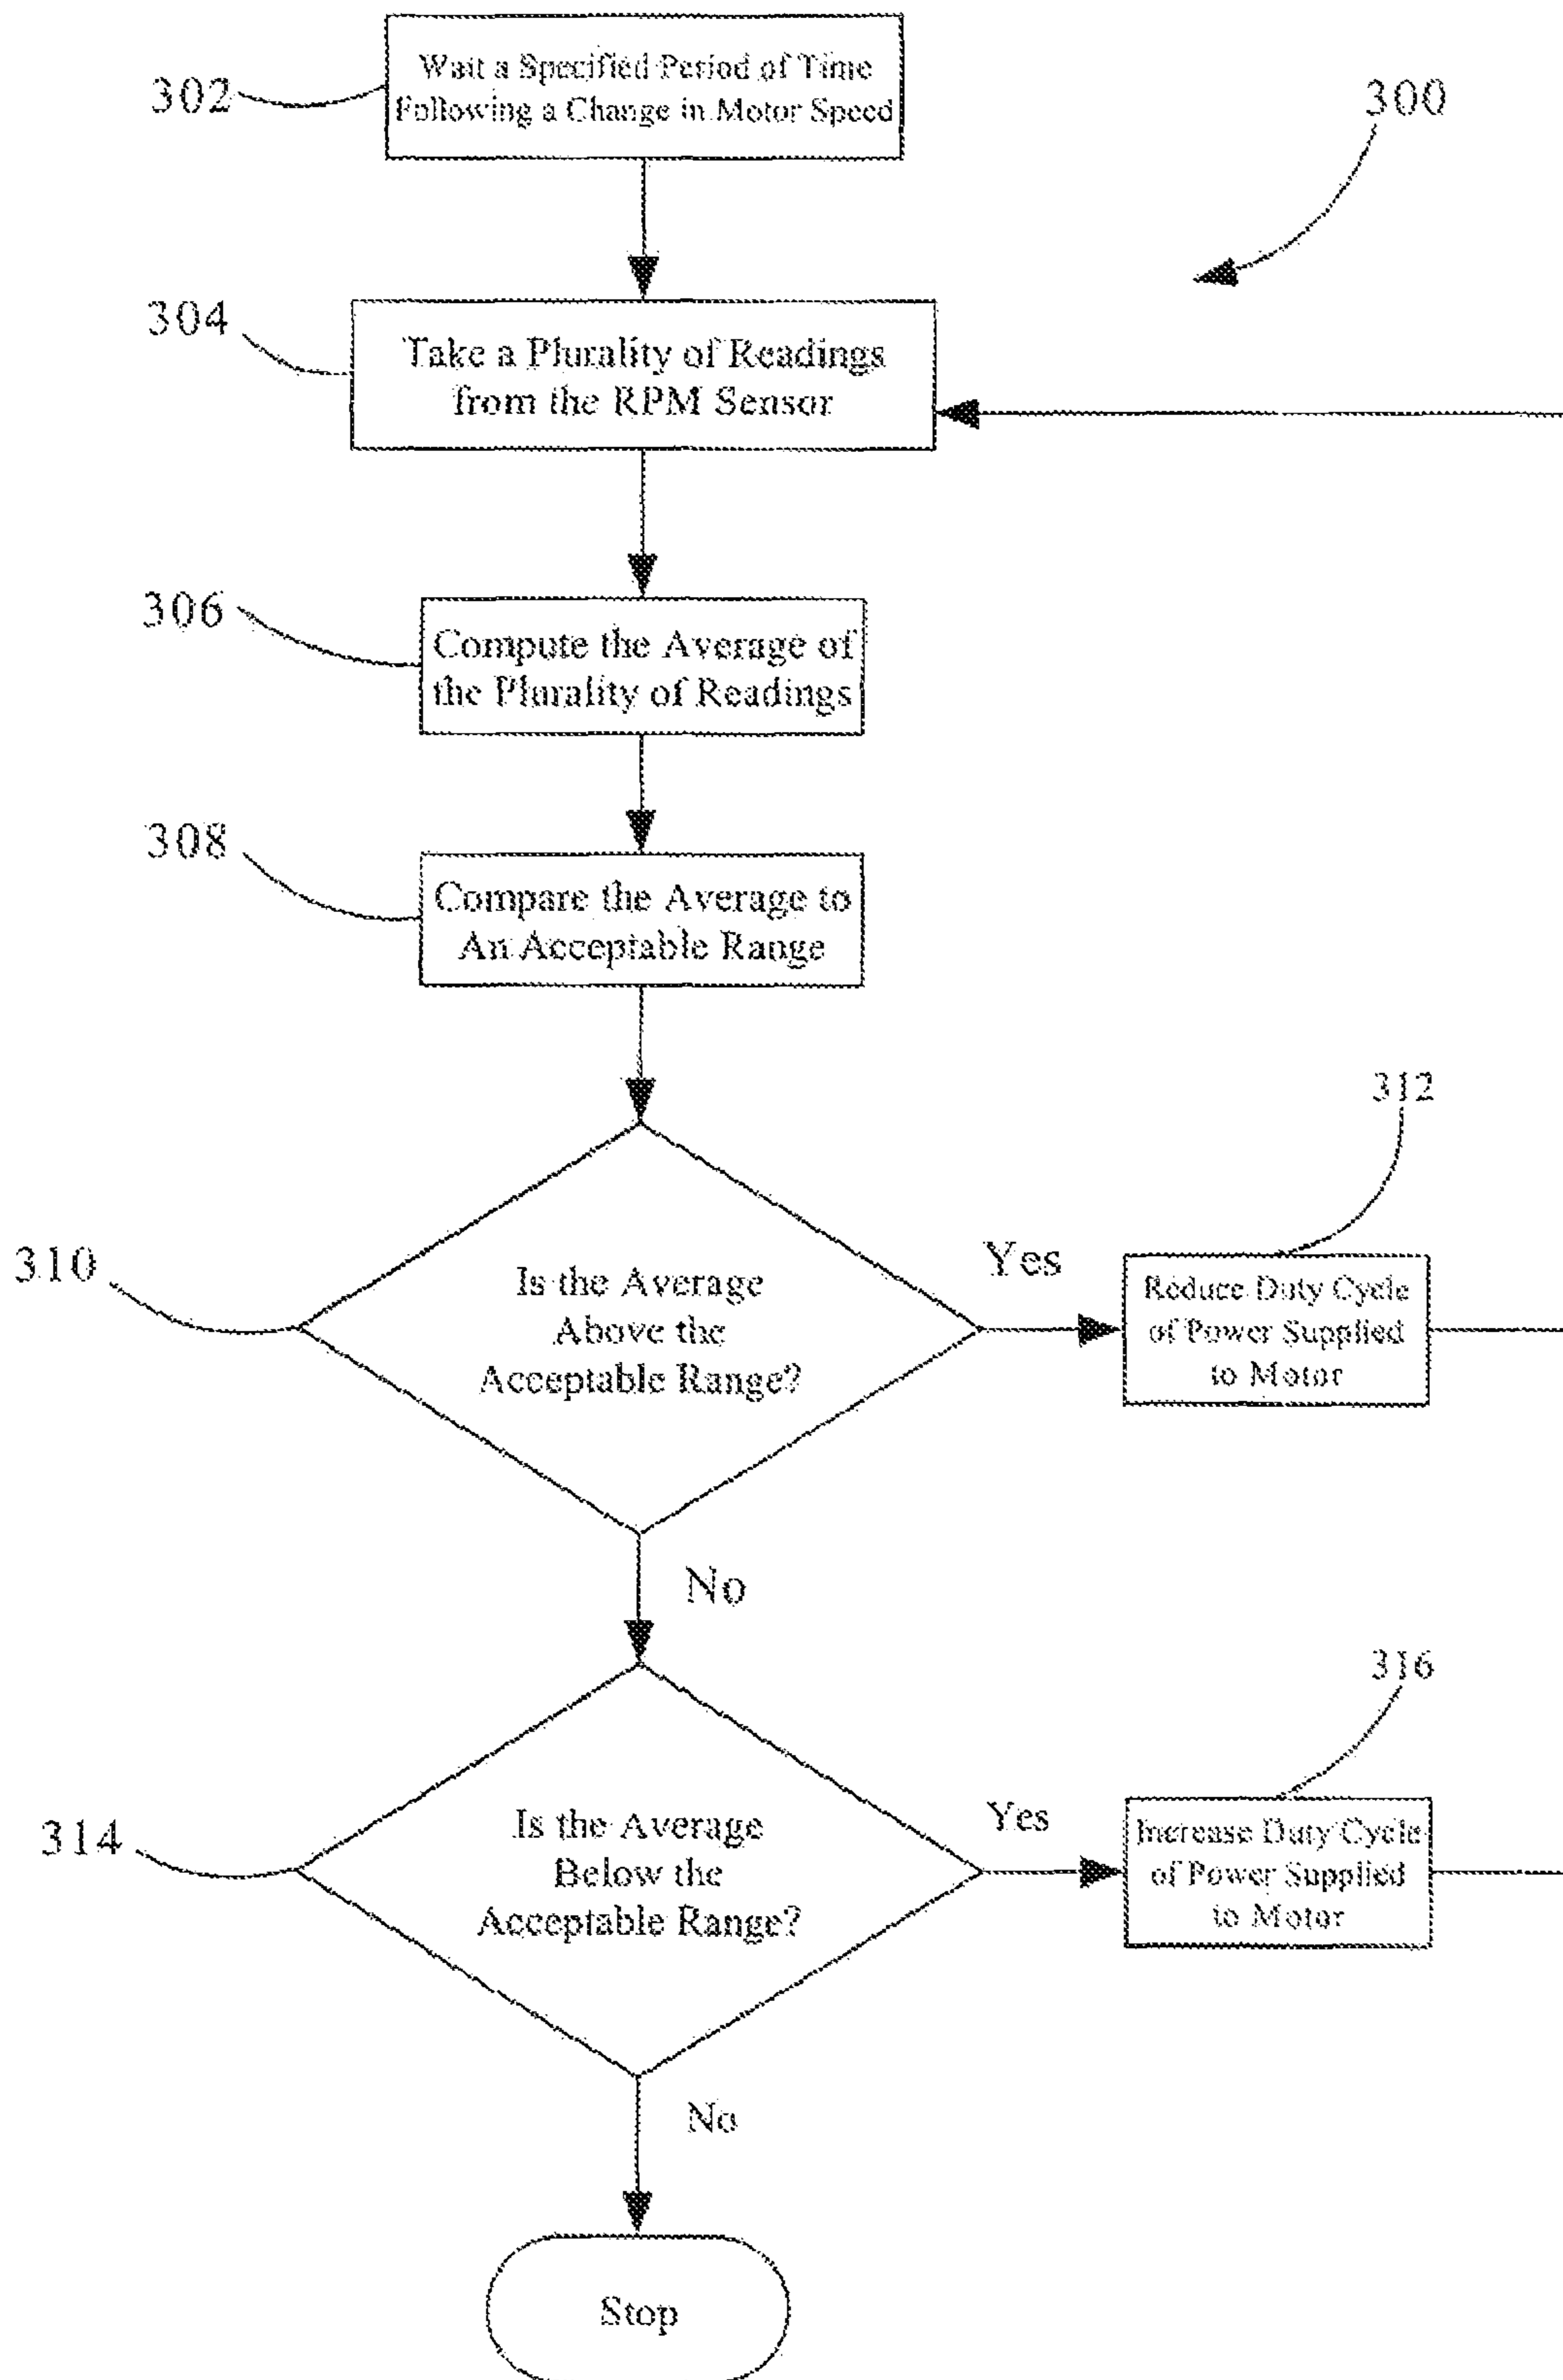 302
Wait a Specified Period of Time
Following a Change in Motor Speed
300
304
Take a Plurality of Readings
from the RPM Sensor
306
Compute the Average of
the Plurality of Readings
308
Compare the Average to
An Acceptable Range
310
Is the Average
Above the
Acceptable Range?
Yes
312
Reduce Duty Cycle
of Power Supplied
to Motor
No
314
Is the Average
Below the
Acceptable Range?
Yes
316
Increase Duty Cycle
of Power Supplied
to Motor
No
Stop